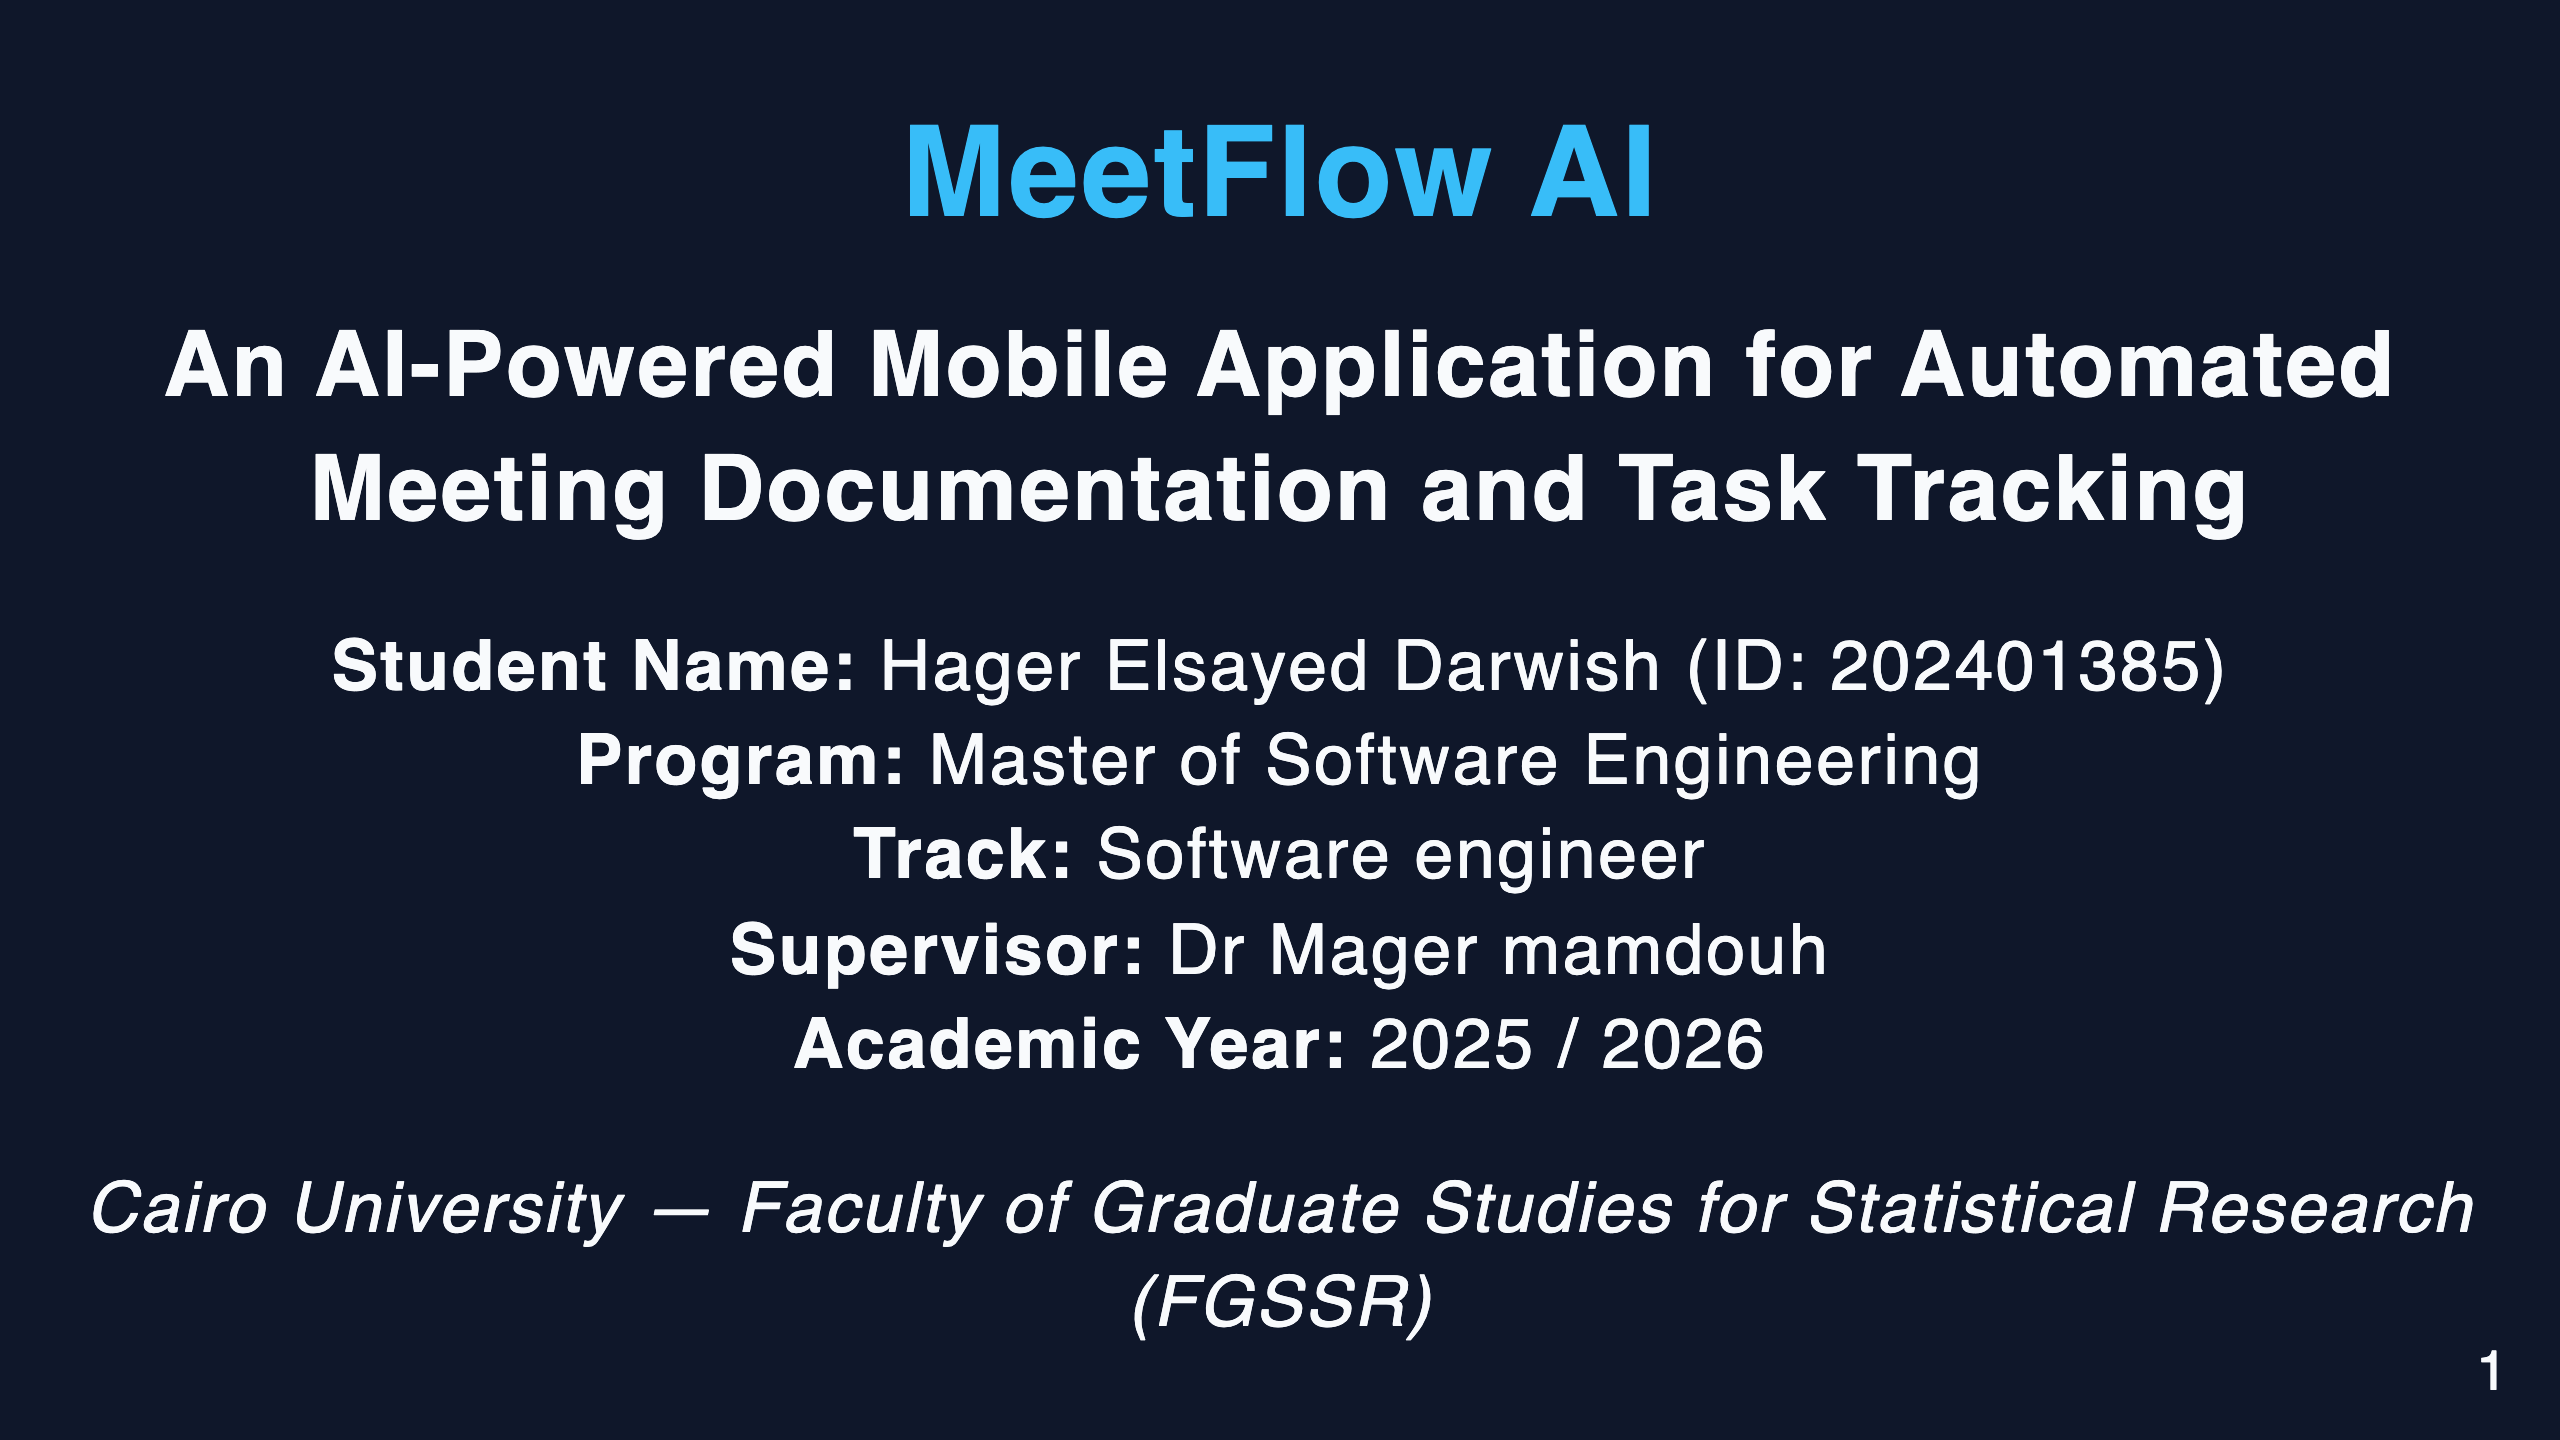 MeetFlow AI
An AI-Powered Mobile Application for Automated
Meeting Documentation and Task Tracking
Student Name: Hager Elsayed Darwish (ID: 202401385)
Program: Master of Software Engineering
Track: Software engineer
Supervisor: Dr Mager mamdouh
Academic Year: 2025 / 2026
Cairo University — Faculty of Graduate Studies for Statistical Research
(FGSSR)
1